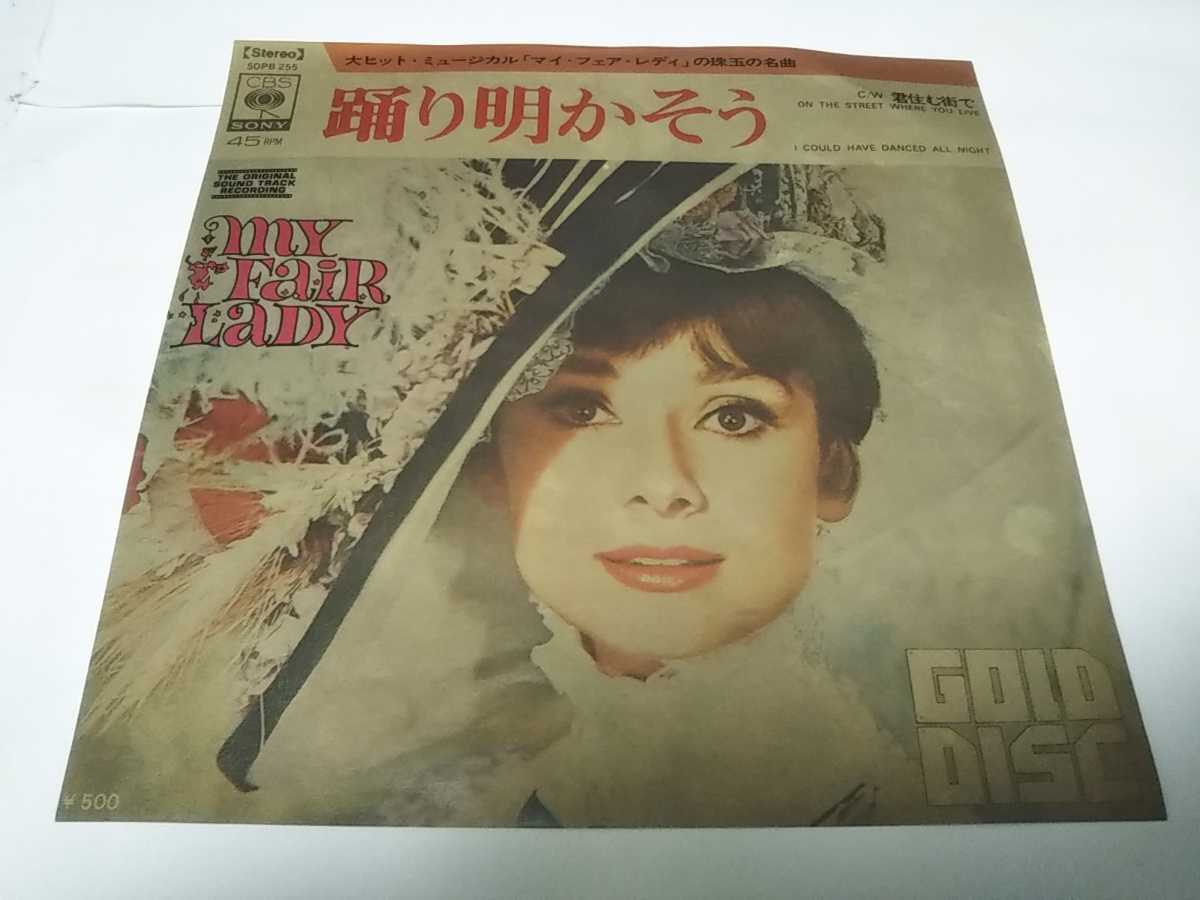 【Stereo】
SOPB 255
CBS
SONY
45 RPM
大ヒット・ミュージカル「マイ・フェア・レディ」の珠玉の名曲
踊り明かそう
C/W 君住む街で
ON THE STREET WHERE YOU LIVE
I COULD HAVE DANCED ALL NIGHT
THE ORIGINAL
SOUND TRACK
RECORDING
MY
FAIR
LADY
GOLD
DISC
¥500